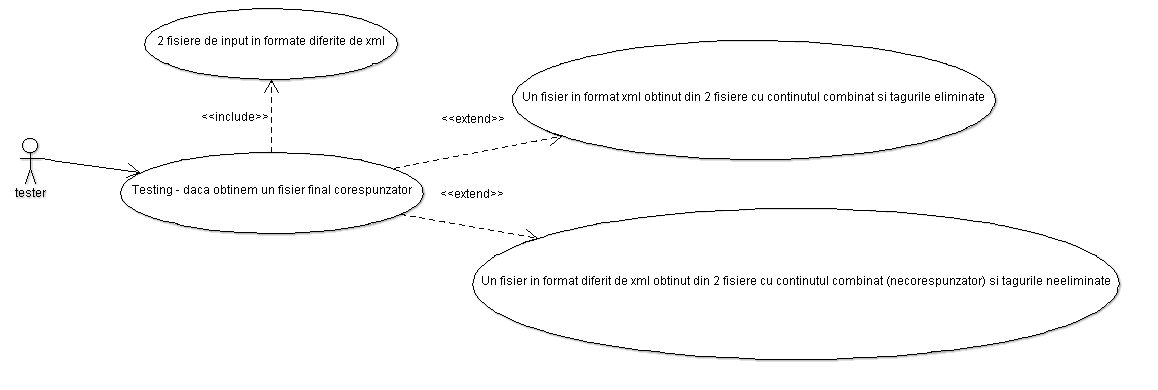 2 fisiere de input in formate diferite de xml
Un fisier in format xml obtinut din 2 fisiere cu continutul combinat si tagurile eliminate
<<include>>
<<extend>>
tester
Testing - daca obtinem un fisier final corespunzator
<<extend>>
Un fisier in format diferit de xml obtinut din 2 fisiere cu continutul combinat (necorespunzator) si tagurile neeliminate